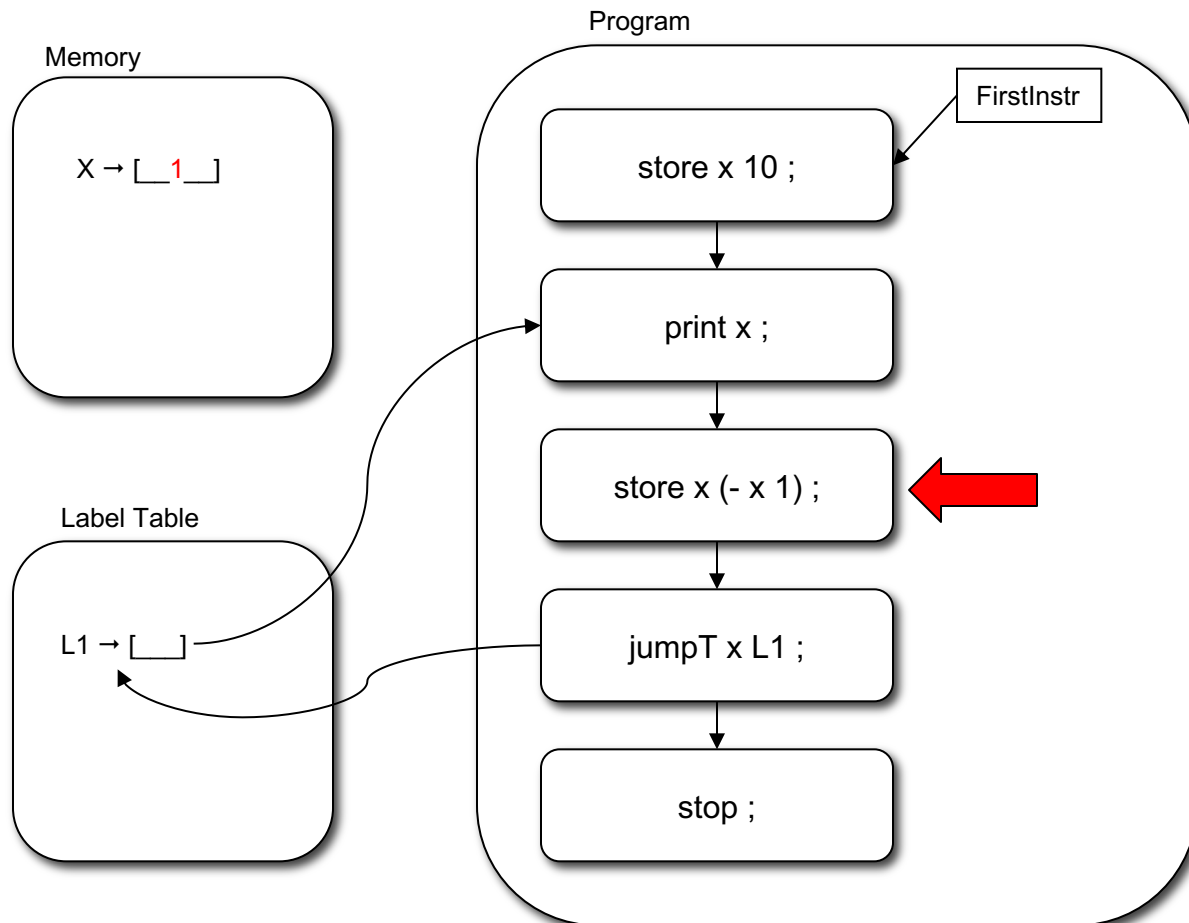 Program
Memory
FirstInstr
X → [__1__]
store x 10 ;
print x ;
store x (- x 1) ;
Label Table
L1 → [___]
jumpT x L1 ;
stop ;